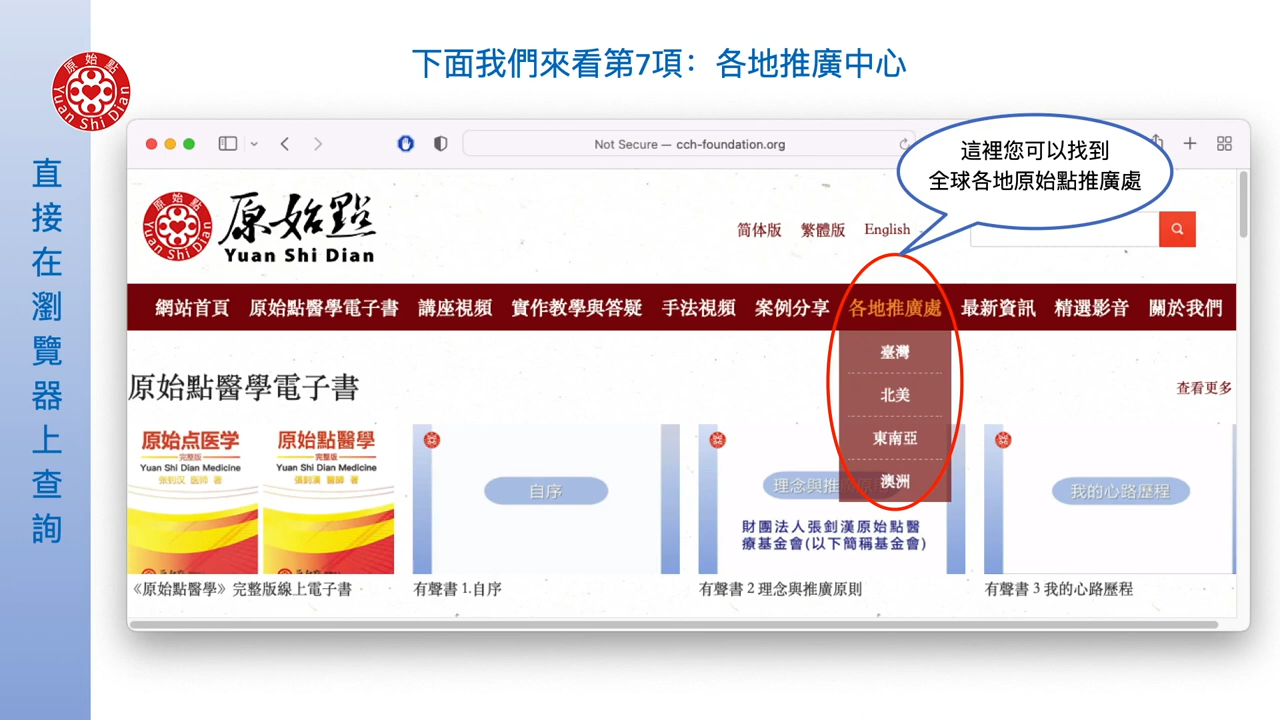 下面我們來看第7項：各地推廣中心
原始點
Yuan Shi Dian
直接在瀏覽器上查詢
Not Secure — cch-foundation.org
這裡您可以找到
全球各地原始點推廣處
原始點
Yuan Shi Dian
原始點
Yuan Shi Dian
简体版 繁體版 English
網站首頁 原始點醫學電子書 講座視頻 實作教學與答疑 手法視頻 案例分享 各地推廣處 最新資訊 精選影音 關於我們
臺灣
北美
東南亞
澳洲
原始點醫學電子書
查看更多
原始点医学
完整版
Yuan Shi Dian Medicine
张钊汉 医师 著
原始點醫學
完整版
Yuan Shi Dian Medicine
張釗漢 醫師 著
自序
理念與推
財團法人張釗漢原始點醫
療基金會(以下簡稱基金會)
我的心路歷程
《原始點醫學》完整版線上電子書
有聲書 1.自序
有聲書 2 理念與推廣原則
有聲書 3 我的心路歷程